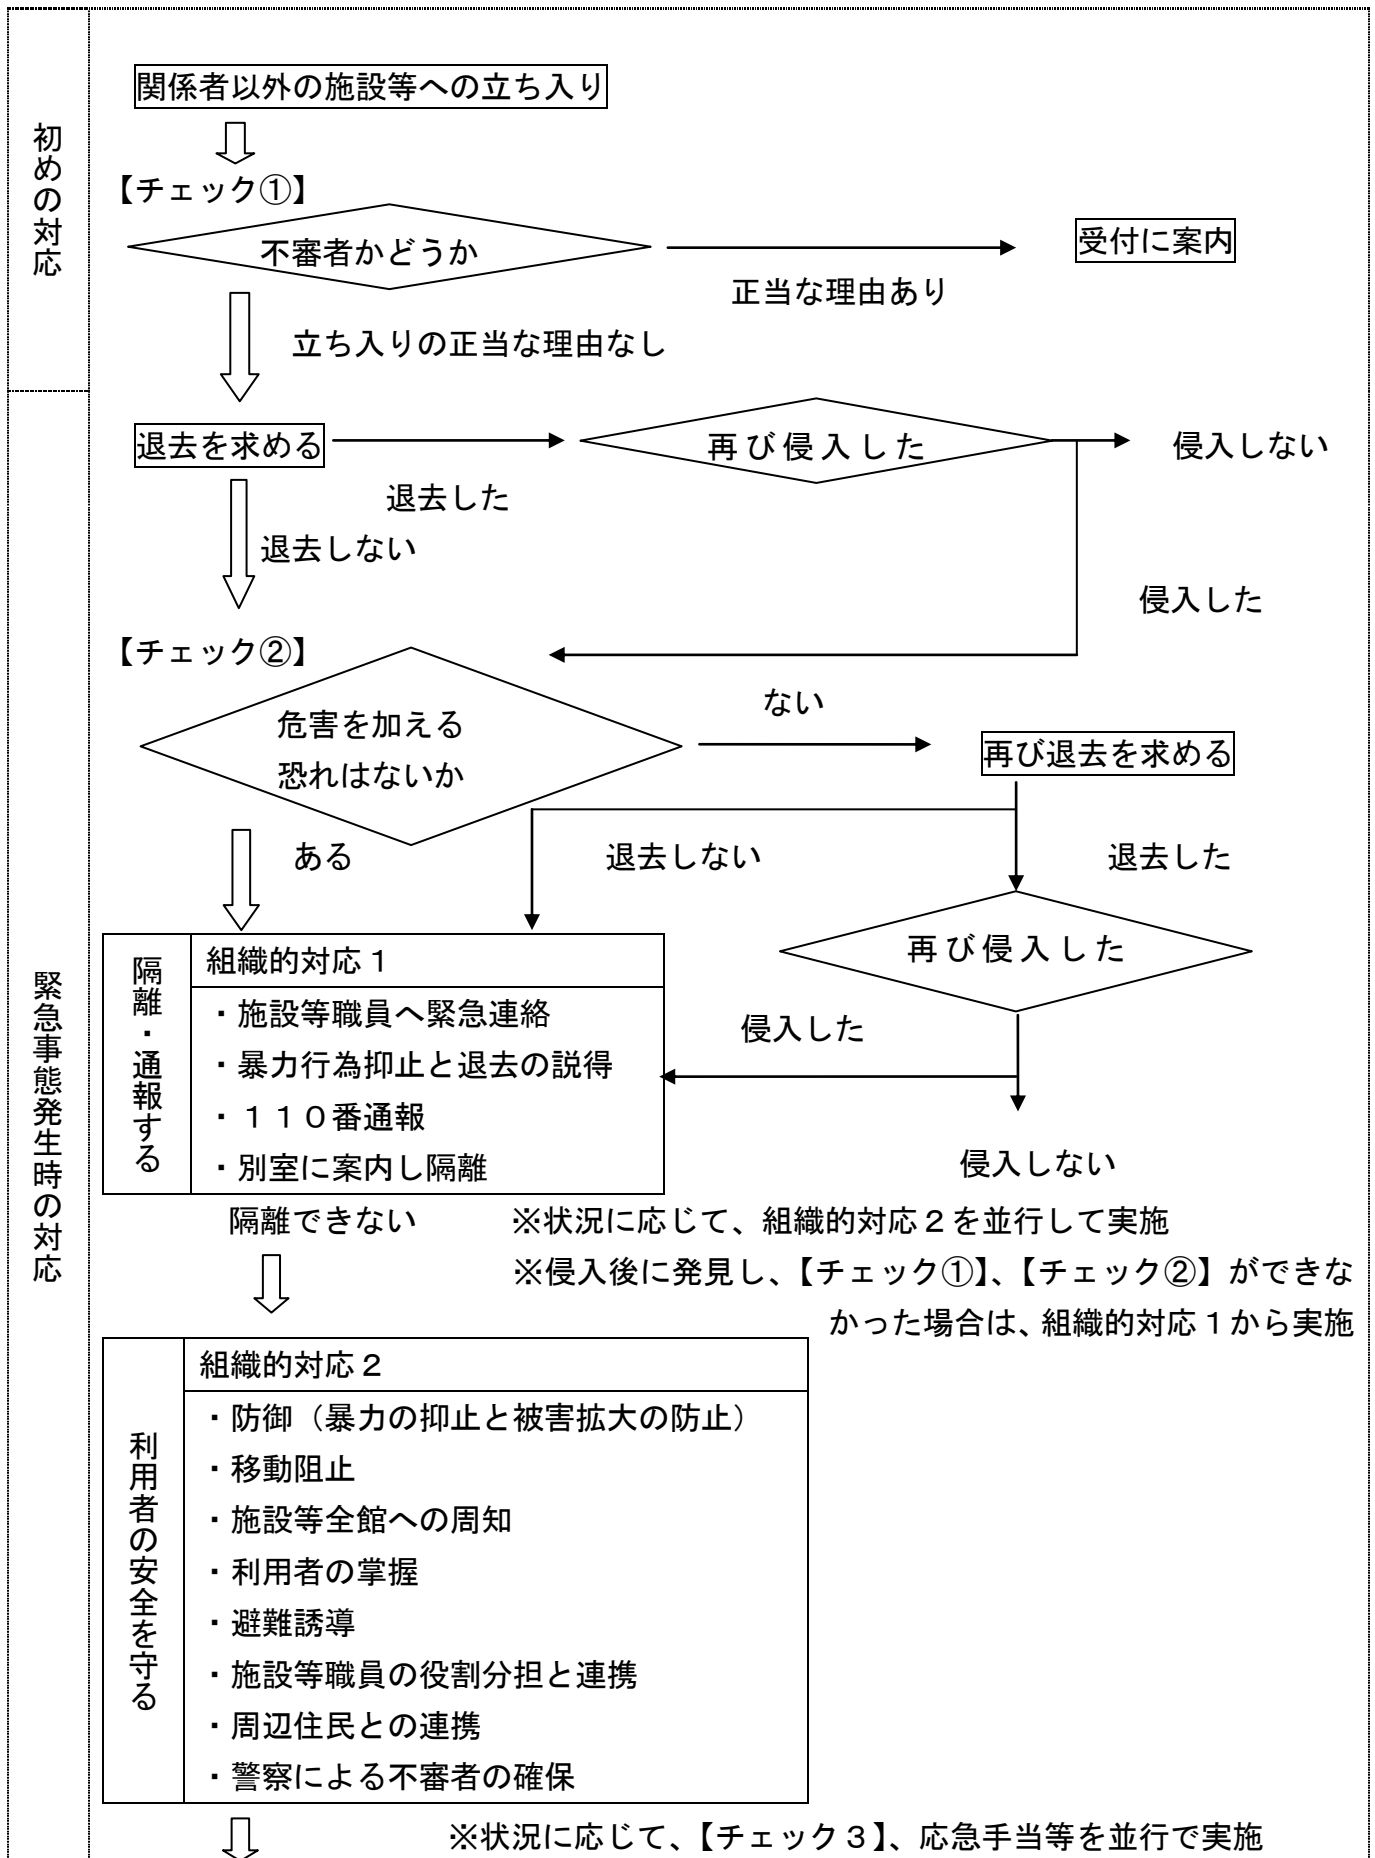 初めの対応
関係者以外の施設等への立ち入り
【チェック①】
不審者かどうか
受付に案内
正当な理由あり
立ち入りの正当な理由なし
緊急事態発生時の対応
退去を求める
再び侵入した
侵入しない
退去した
退去しない
侵入した
【チェック②】
危害を加える
恐れはないか
ない
再び退去を求める
ある
退去しない
退去した
再び侵入した
隔離・通報する
組織的対応1
・施設等職員へ緊急連絡
・暴力行為抑止と退去の説得
・110番通報
・別室に案内し隔離
侵入した
侵入しない
隔離できない
※状況に応じて、組織的対応2を並行して実施
※侵入後に発見し、【チェック①】、【チェック②】ができな
かった場合は、組織的対応1から実施
利用者の安全を守る
組織的対応2
・防御(暴力の抑止と被害拡大の防止)
・移動阻止
・施設等全館への周知
・利用者の掌握
・避難誘導
・施設等職員の役割分担と連携
・周辺住民との連携
・警察による不審者の確保
※状況に応じて、【チェック3】、応急手当等を並行で実施